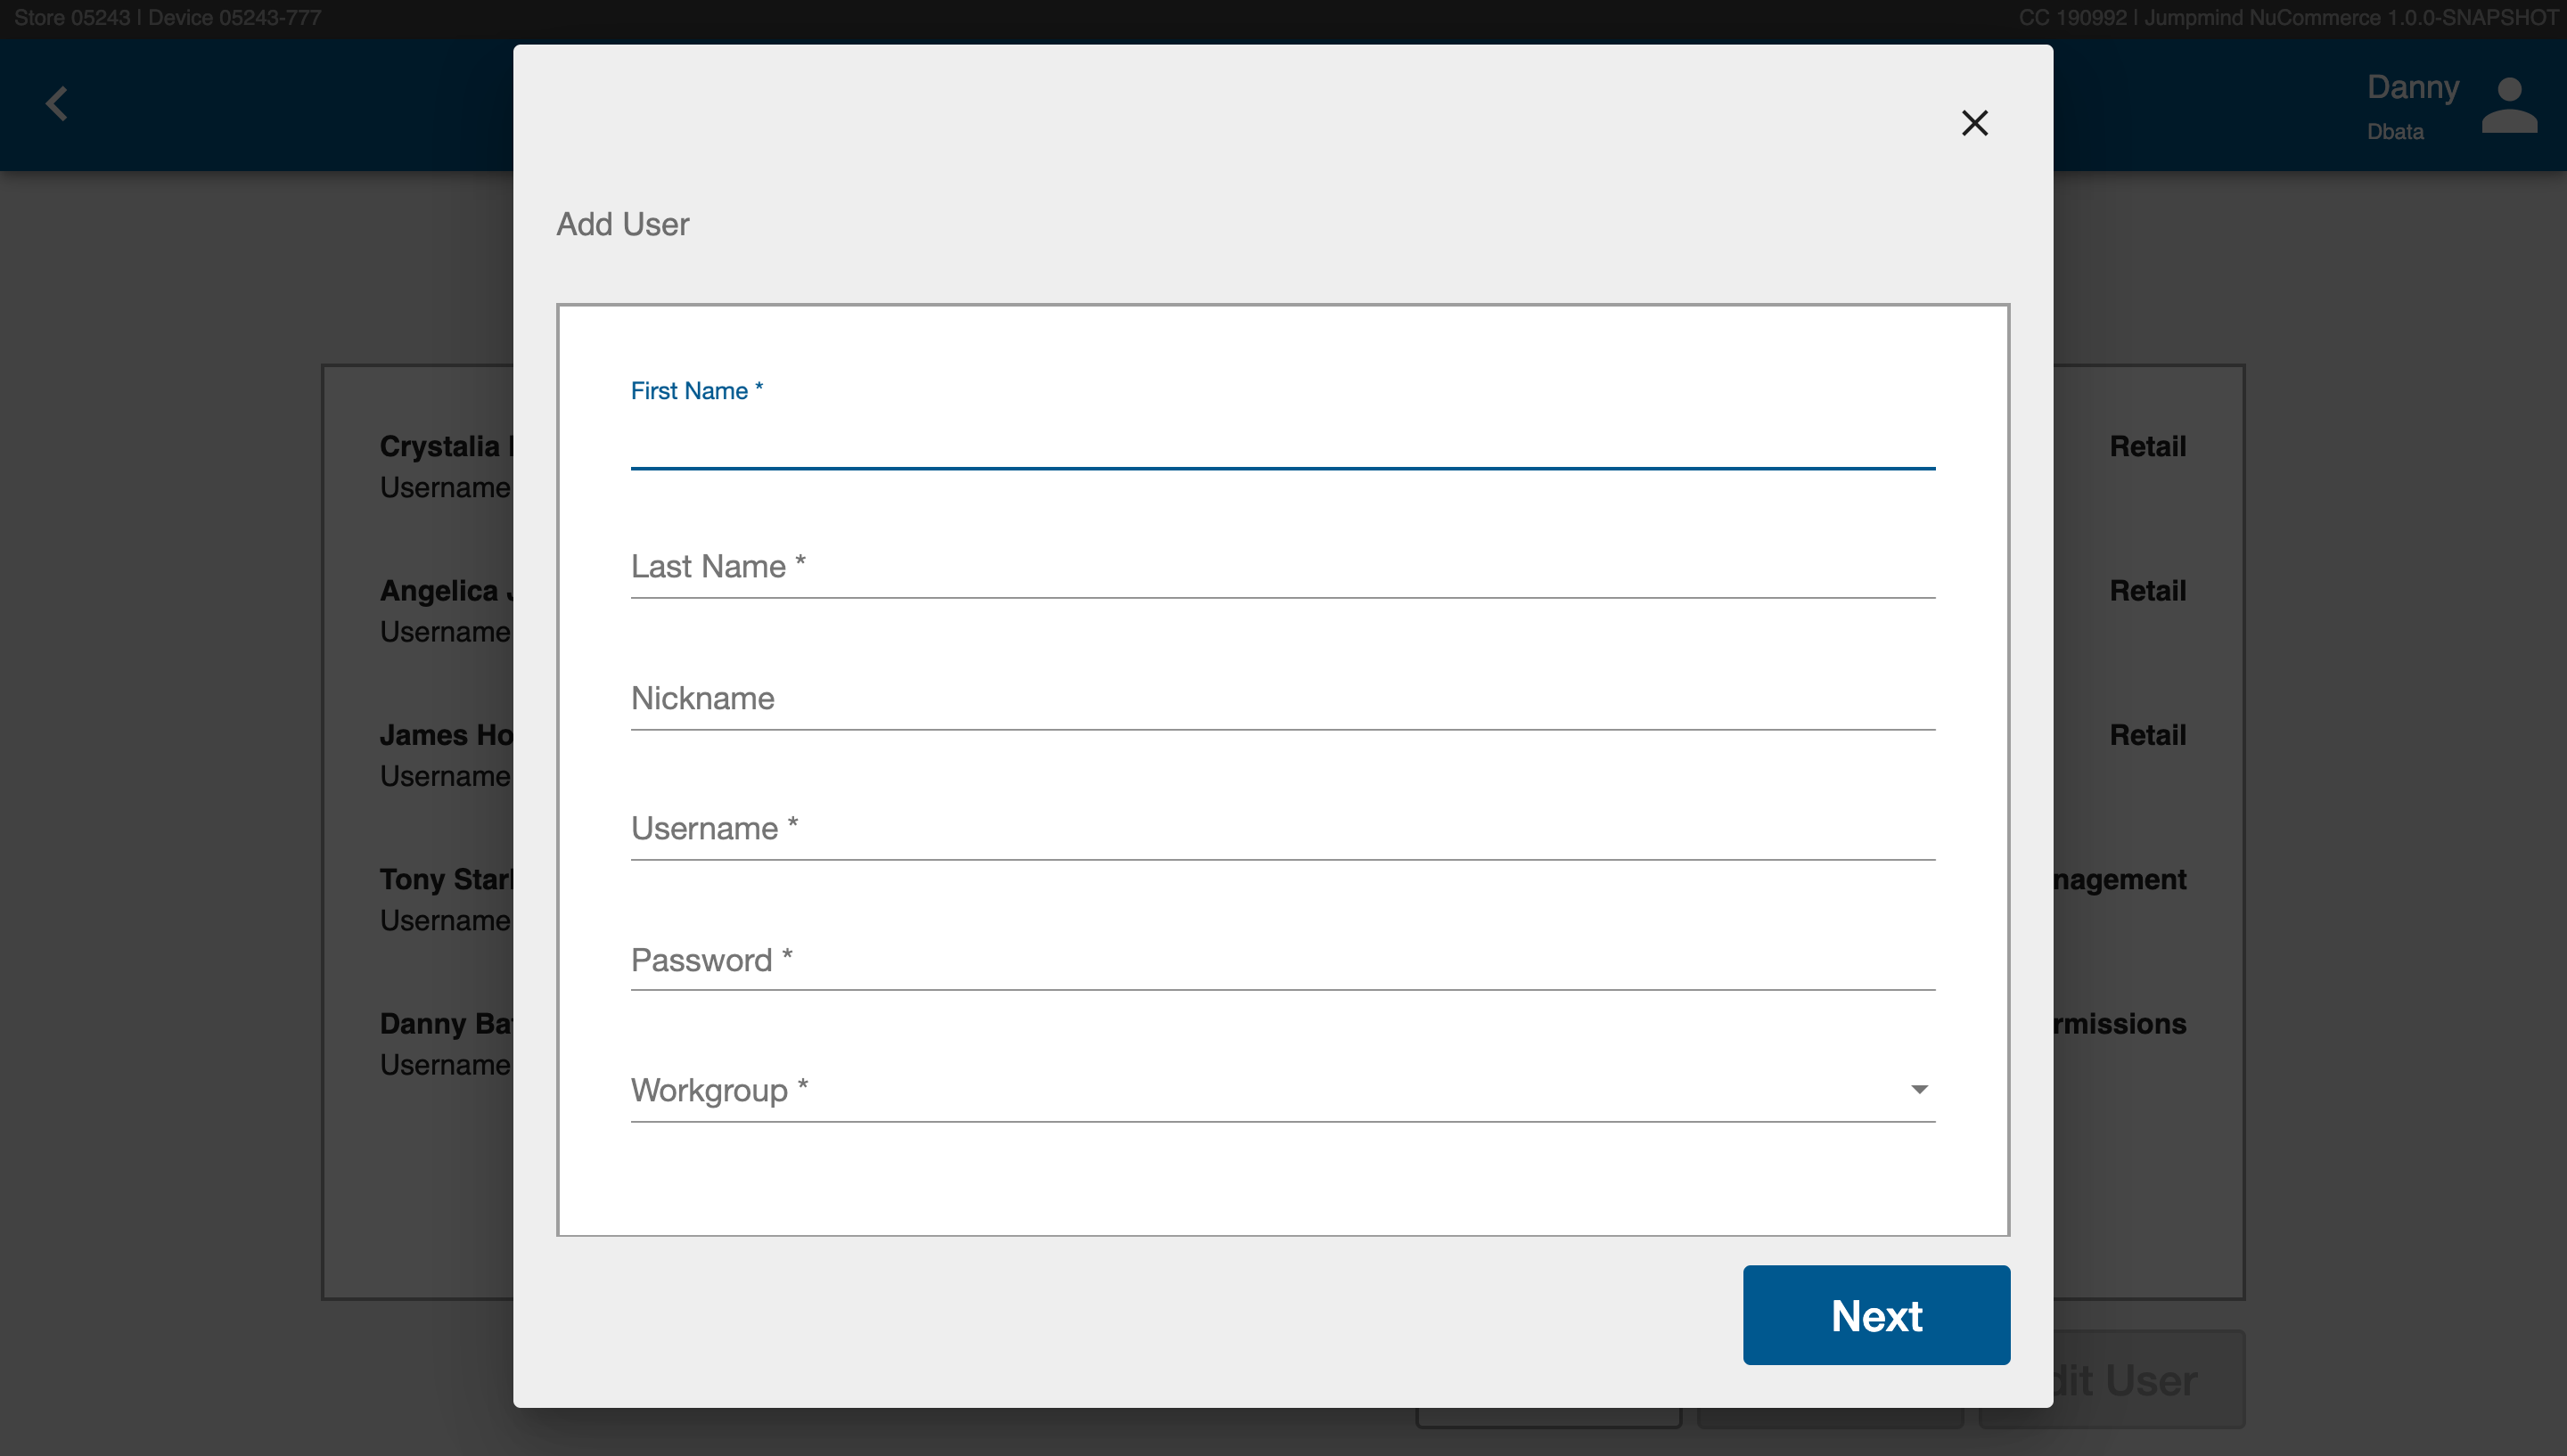 Store 05243 | Device 05243-777
CC 190992 | Jumpmind NuCommerce 1.0.0-SNAPSHOT
Danny
Dbata
Add User
First Name *
Last Name *
Nickname
Username *
Password *
Workgroup *
Next
Crystalia
Retail
Username
Angelica
Retail
Username
James Ho
Retail
Username
Tony Star
nagement
Username
Danny Ba
rmissions
Username
dit User